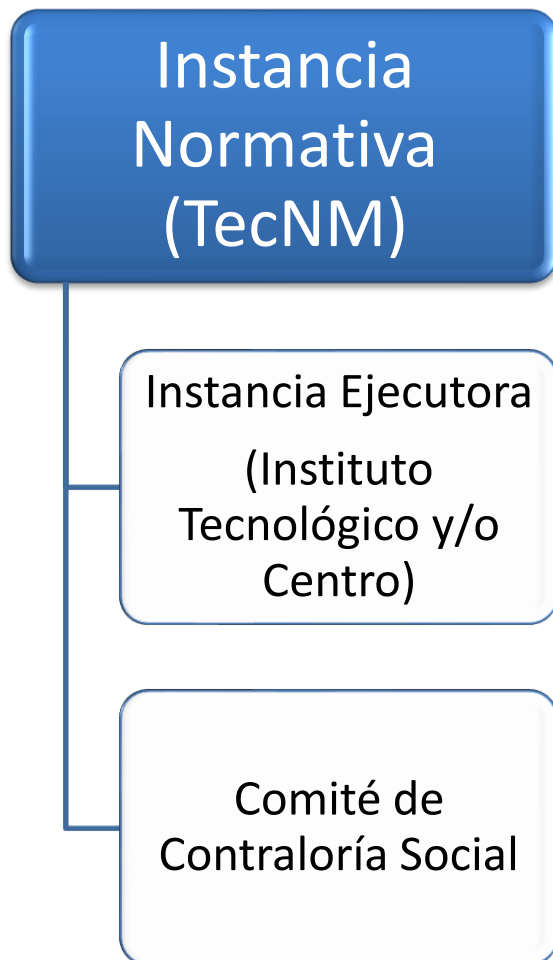 Instancia
Normativa
(TecNM)
Instancia Ejecutora
(Instituto
Tecnológico y/o
Centro)
Comité de
Contraloría Social